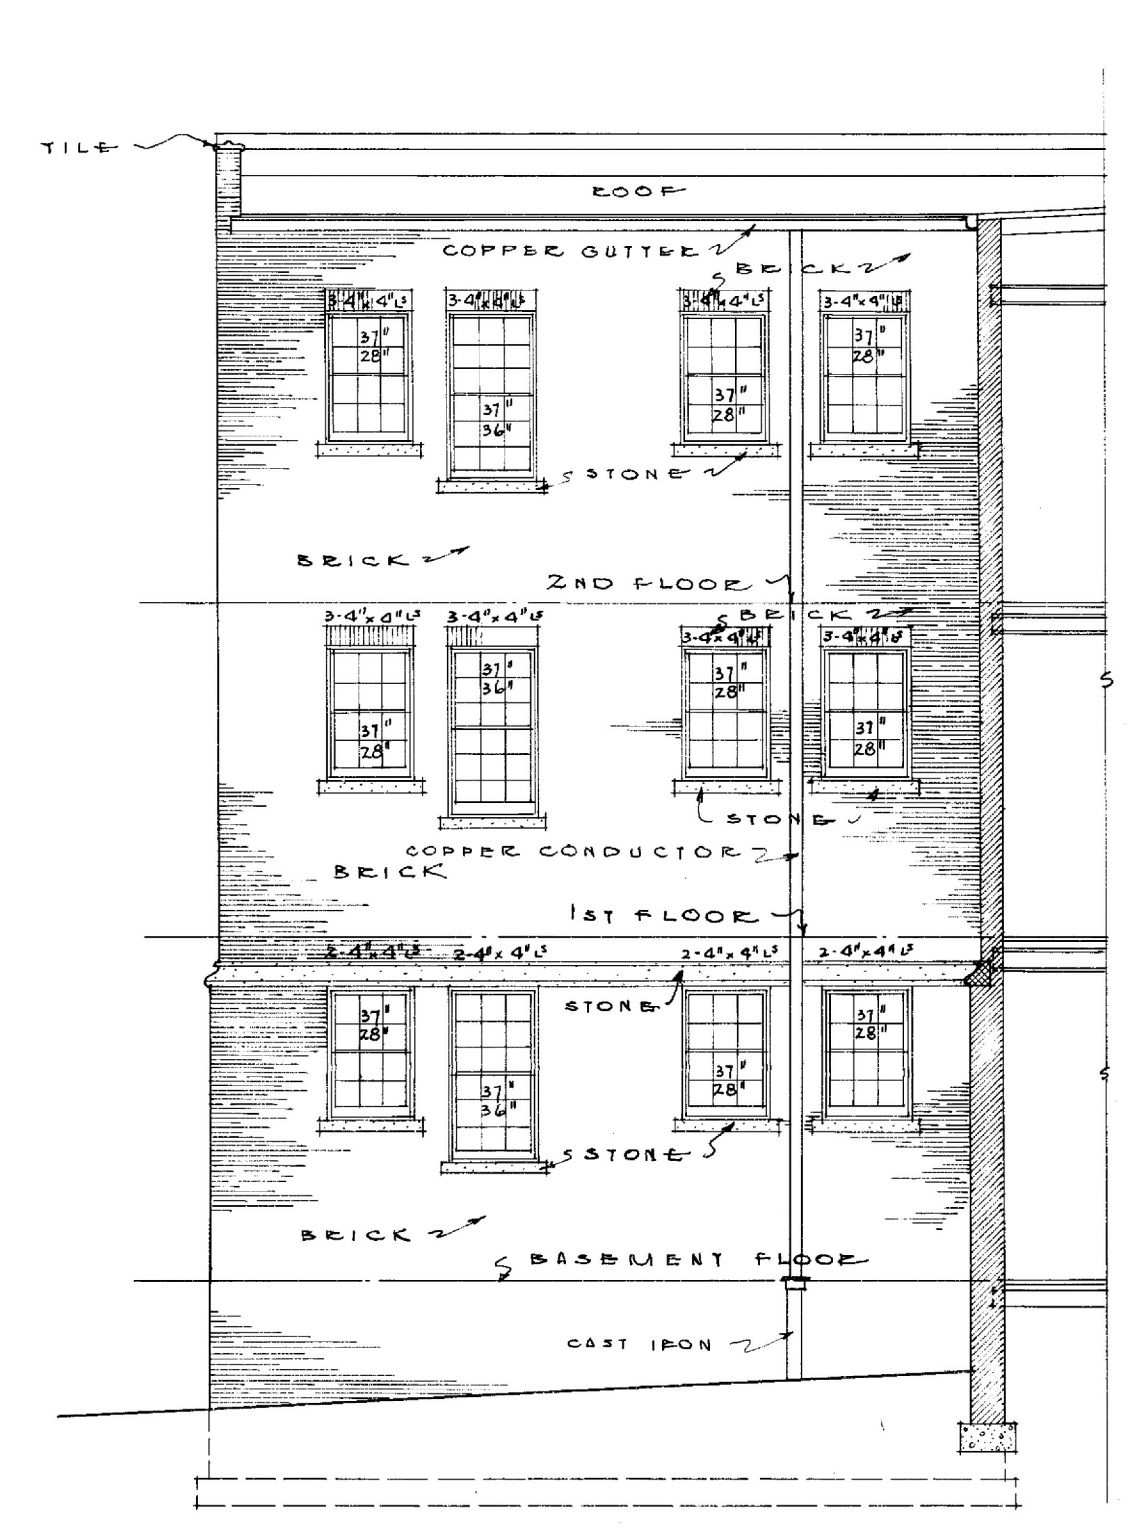 TILE
ROOF
COPPER GUTTER
BRICK
3-4"x4"LS 3-4"x4"LS 3-4"x4"LS 3-4"x4"LS
37" 37"
28" 28"
37"
28"
37"
36"
STONE
BRICK
2ND FLOOR
3-4"x4"LS 3-4"x4"LS
BRICK
3-4"x4"LS 3-4"x4"LS
37" 37"
36" 28"
37" 37"
28" 28"
STONE
COPPER CONDUCTOR
BRICK
1ST FLOOR
2-4"x4"LS 2-4"x4"LS 2-4"x4"LS 2-4"x4"LS
STONE
37" 37"
28" 28"
37"
28"
37"
36"
STONE
BRICK
BASEMENT FLOOR
CAST IRON